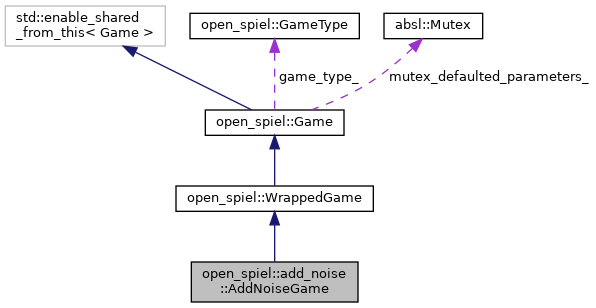 std::enable_shared
_from_this< Game >
open_spiel::GameType
absl::Mutex
game_type_
mutex_defaulted_parameters_
open_spiel::Game
open_spiel::WrappedGame
open_spiel::add_noise
::AddNoiseGame